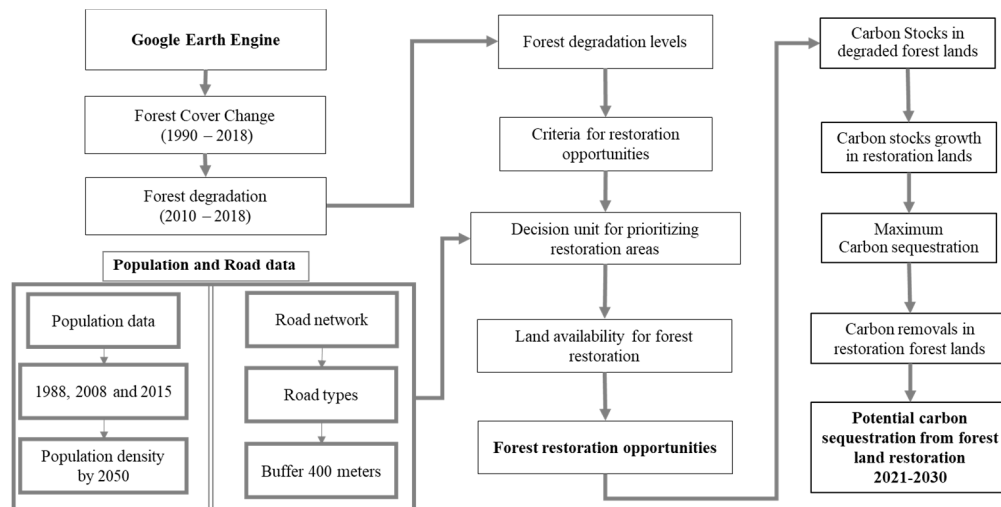 Google Earth Engine
Forest Cover Change
(1990 – 2018)
Forest degradation
(2010 – 2018)
Population and Road data
Population data
1988, 2008 and 2015
Population density
by 2050
Road network
Road types
Buffer 400 meters
Forest degradation levels
Criteria for restoration
opportunities
Decision unit for prioritizing
restoration areas
Land availability for forest
restoration
Forest restoration opportunities
Carbon Stocks in
degraded forest lands
Carbon stocks growth
in restoration lands
Maximum
Carbon sequestration
Carbon removals in
restoration forest lands
Potential carbon
sequestration from forest
land restoration
2021-2030